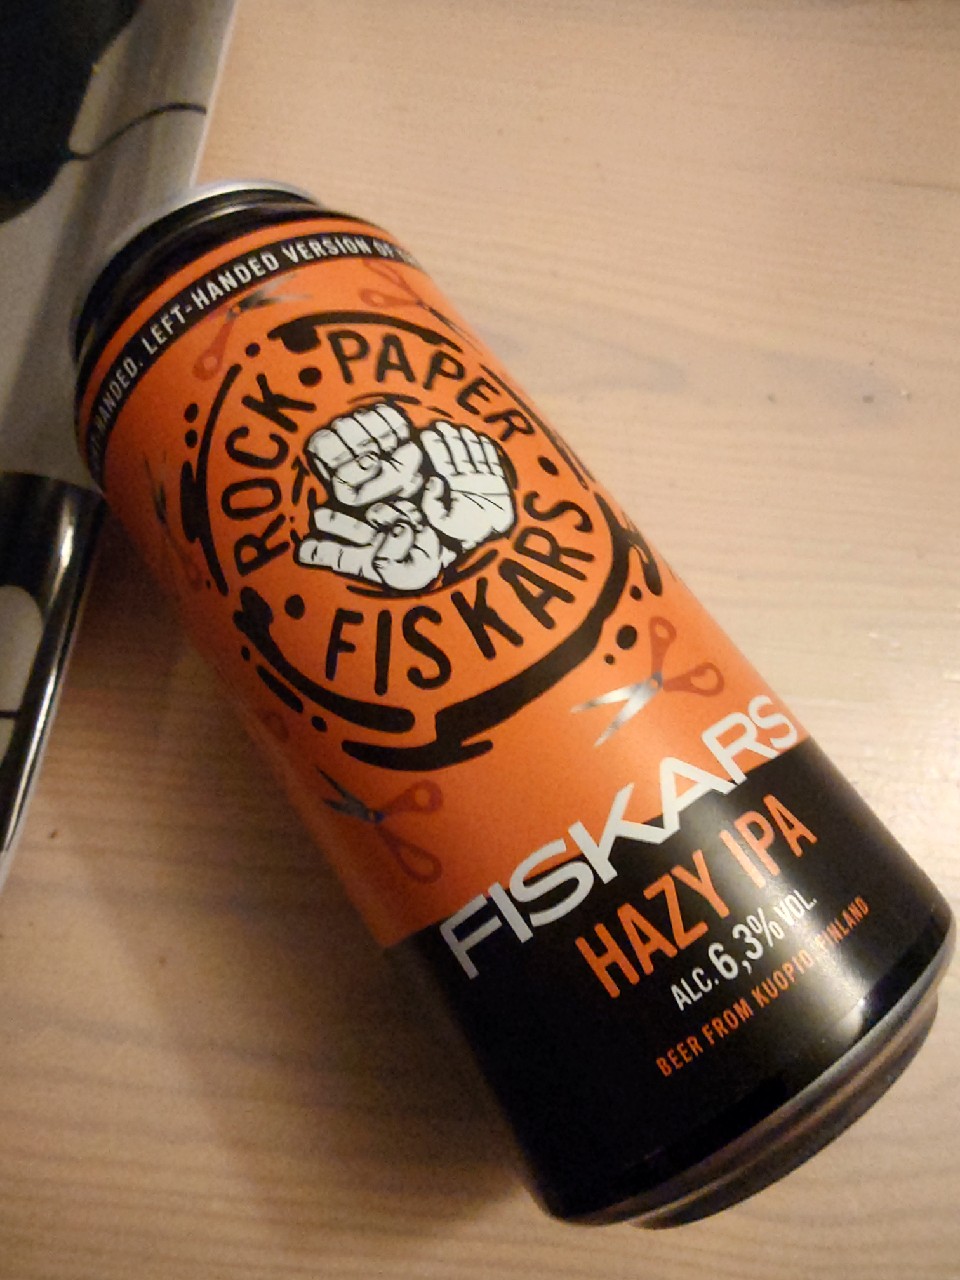 HANDED. LEFT-HANDED VERSION OF
ROCK · PAPER · FISKARS
FISKARS
HAZY IPA
ALC. 6,3% VOL.
BEER FROM KUOPIO, FINLAND